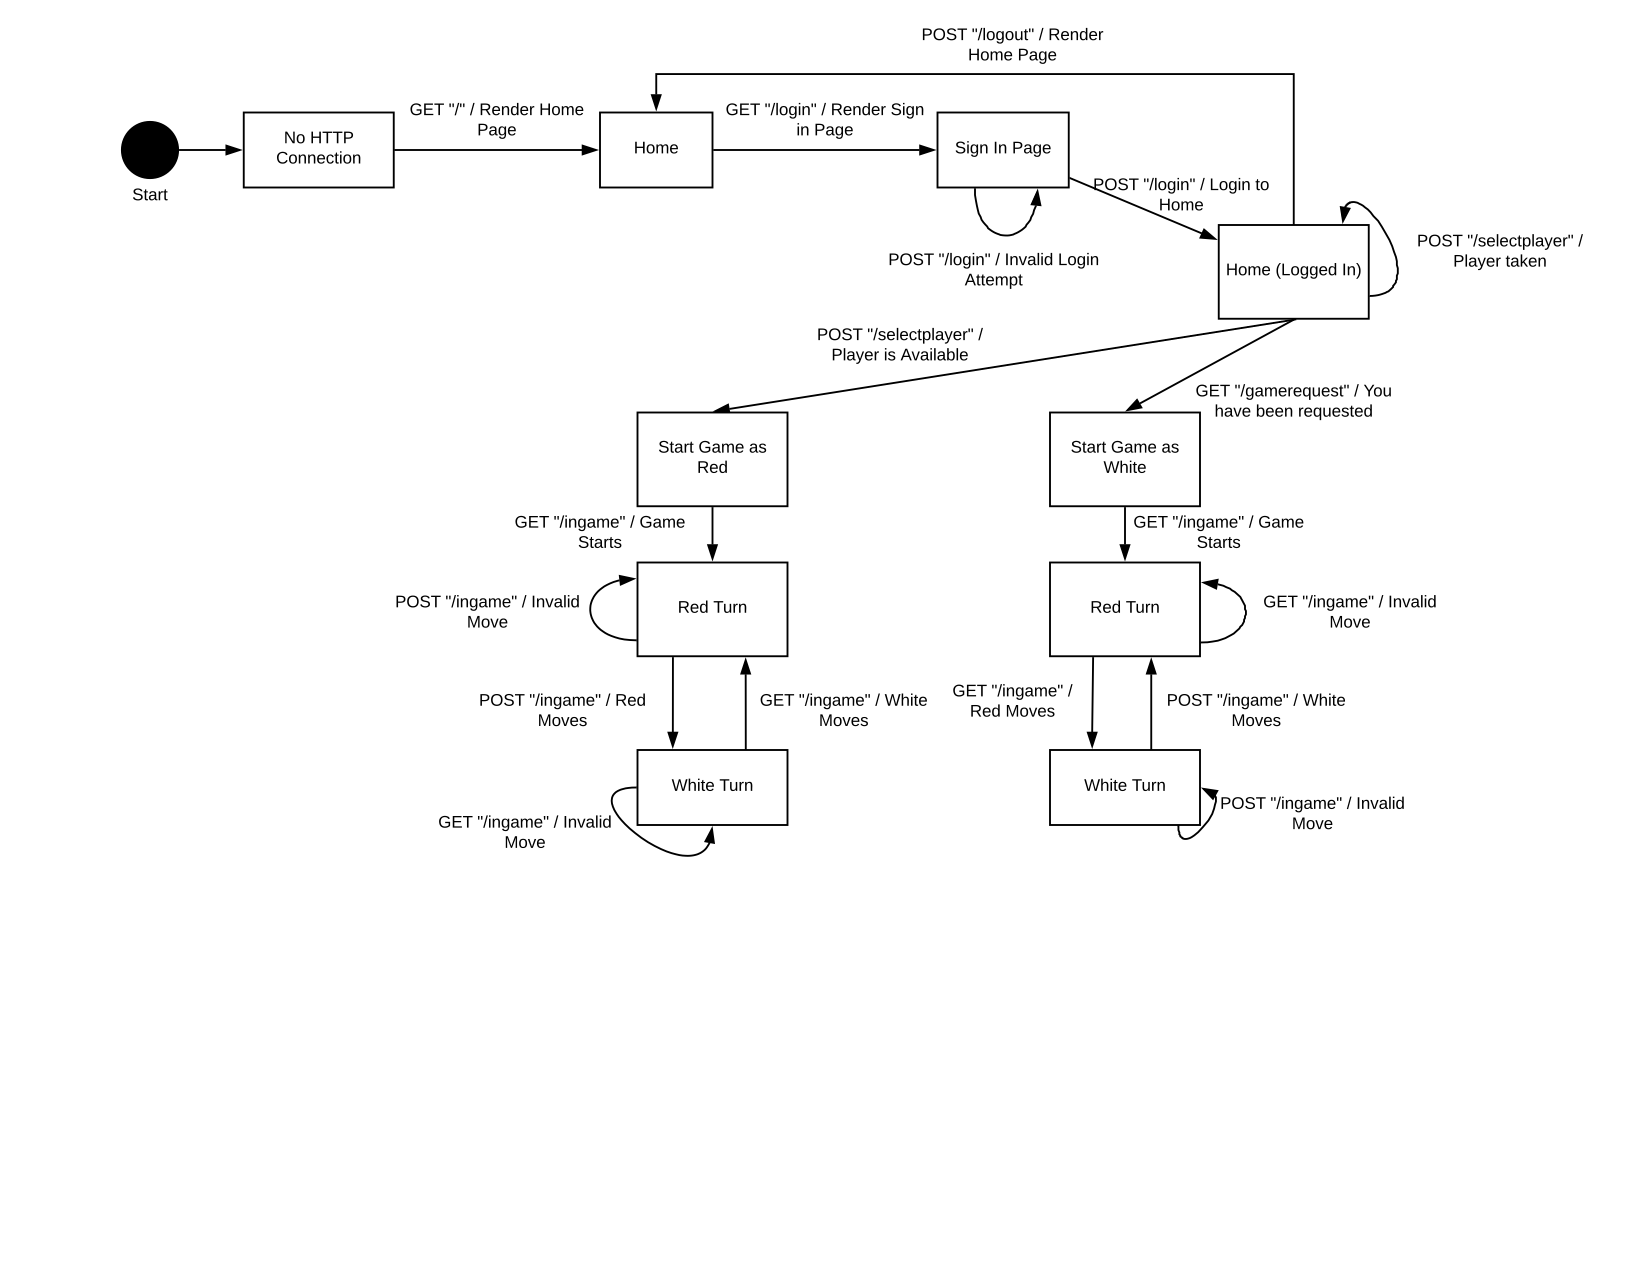 POST "/logout" / Render
Home Page
GET "/" / Render Home
Page
GET "/login" / Render Sign
in Page
No HTTP
Connection
Home
Sign In Page
Start
POST "/login" / Login to
Home
POST "/login" / Invalid Login
Attempt
Home (Logged In)
POST "/selectplayer" /
Player taken
POST "/selectplayer" /
Player is Available
GET "/gamerequest" / You
have been requested
Start Game as
Red
Start Game as
White
GET "/ingame" / Game
Starts
GET "/ingame" / Game
Starts
POST "/ingame" / Invalid
Move
Red Turn
Red Turn
GET "/ingame" / Invalid
Move
POST "/ingame" / Red
Moves
GET "/ingame" / White
Moves
GET "/ingame" /
Red Moves
POST "/ingame" / White
Moves
White Turn
White Turn
GET "/ingame" / Invalid
Move
POST "/ingame" / Invalid
Move